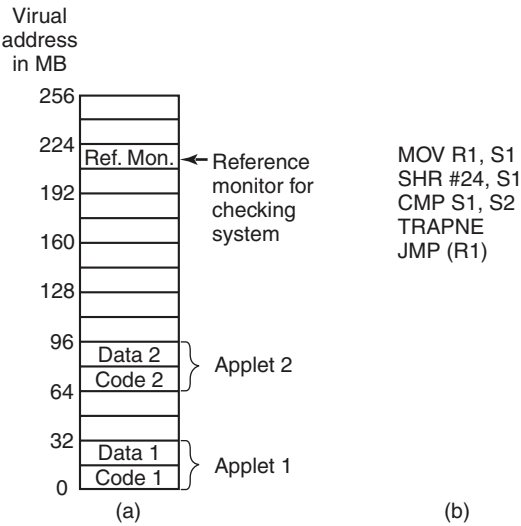 Virual
address
in MB
256
224
Ref. Mon.
Reference
monitor for
checking
system
192
160
128
96
Data 2
Code 2
Applet 2
64
32
Data 1
Code 1
Applet 1
0
(a)
MOV R1, S1
SHR #24, S1
CMP S1, S2
TRAPNE
JMP (R1)
(b)